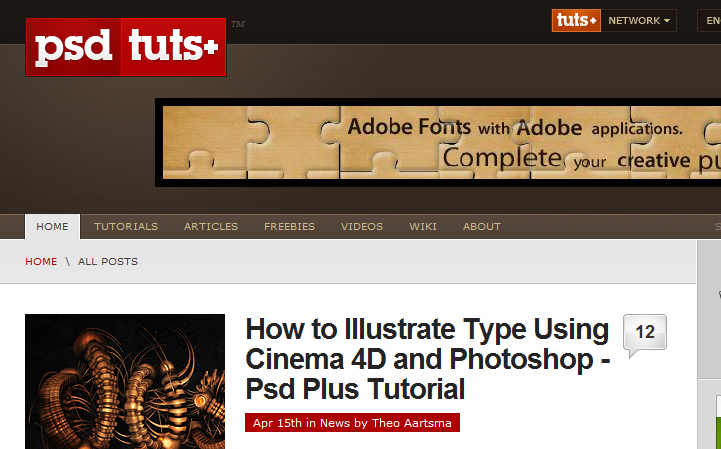 psd tuts+ ™
tuts+ NETWORK
EN
Adobe Fonts with Adobe applications.
Complete your creative pu
HOME TUTORIALS ARTICLES FREEBIES VIDEOS WIKI ABOUT S
HOME \ ALL POSTS
How to Illustrate Type Using
Cinema 4D and Photoshop -
Psd Plus Tutorial
12
Apr 15th in News by Theo Aartsma